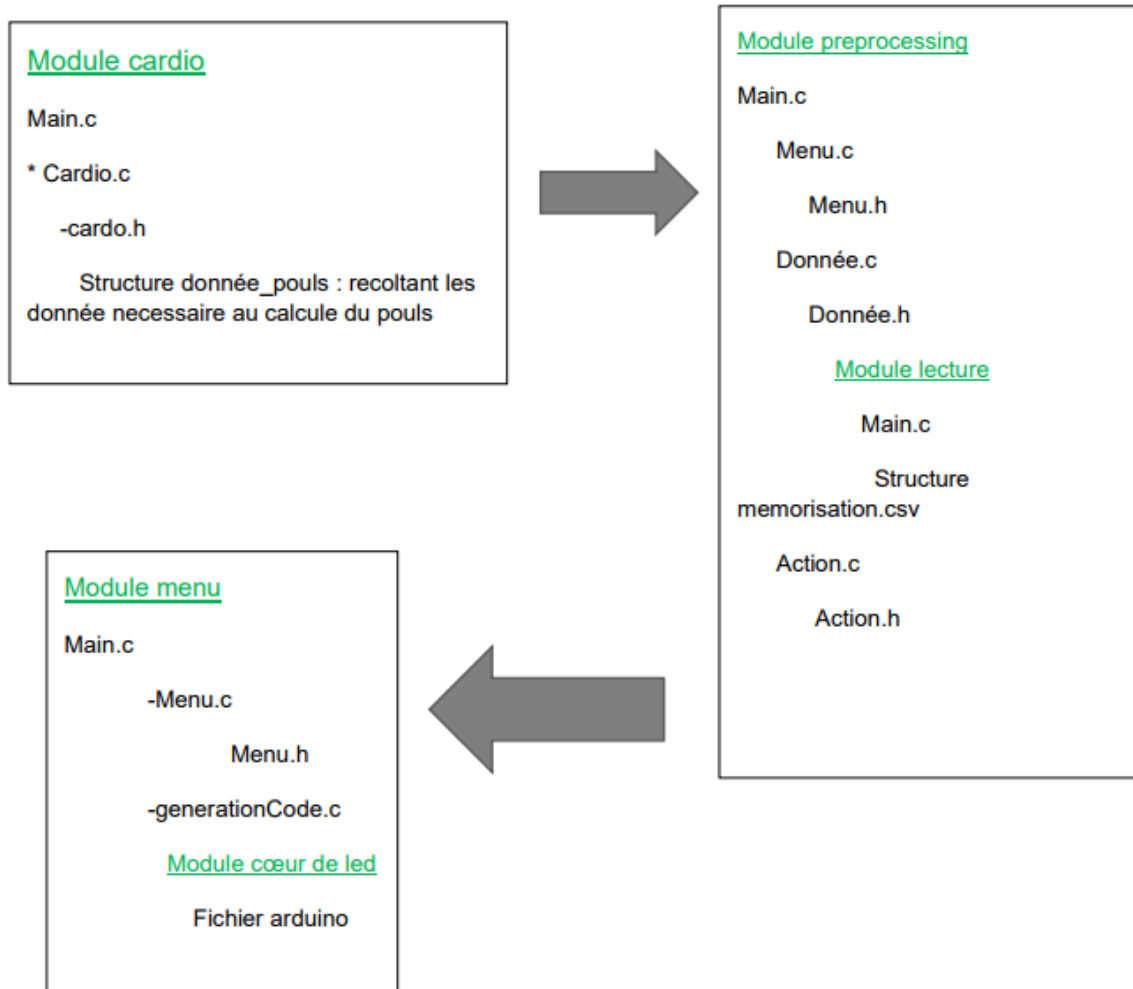 Module cardio
Main.c
* Cardio.c
-cardo.h
Structure donnée_pouls : recoltant les
donnée necessaire au calcule du pouls
Module preprocessing
Main.c
Menu.c
Menu.h
Donnée.c
Donnée.h
Module lecture
Main.c
Structure
memorisation.csv
Action.c
Action.h
Module menu
Main.c
-Menu.c
Menu.h
-generationCode.c
Module cœur de led
Fichier arduino